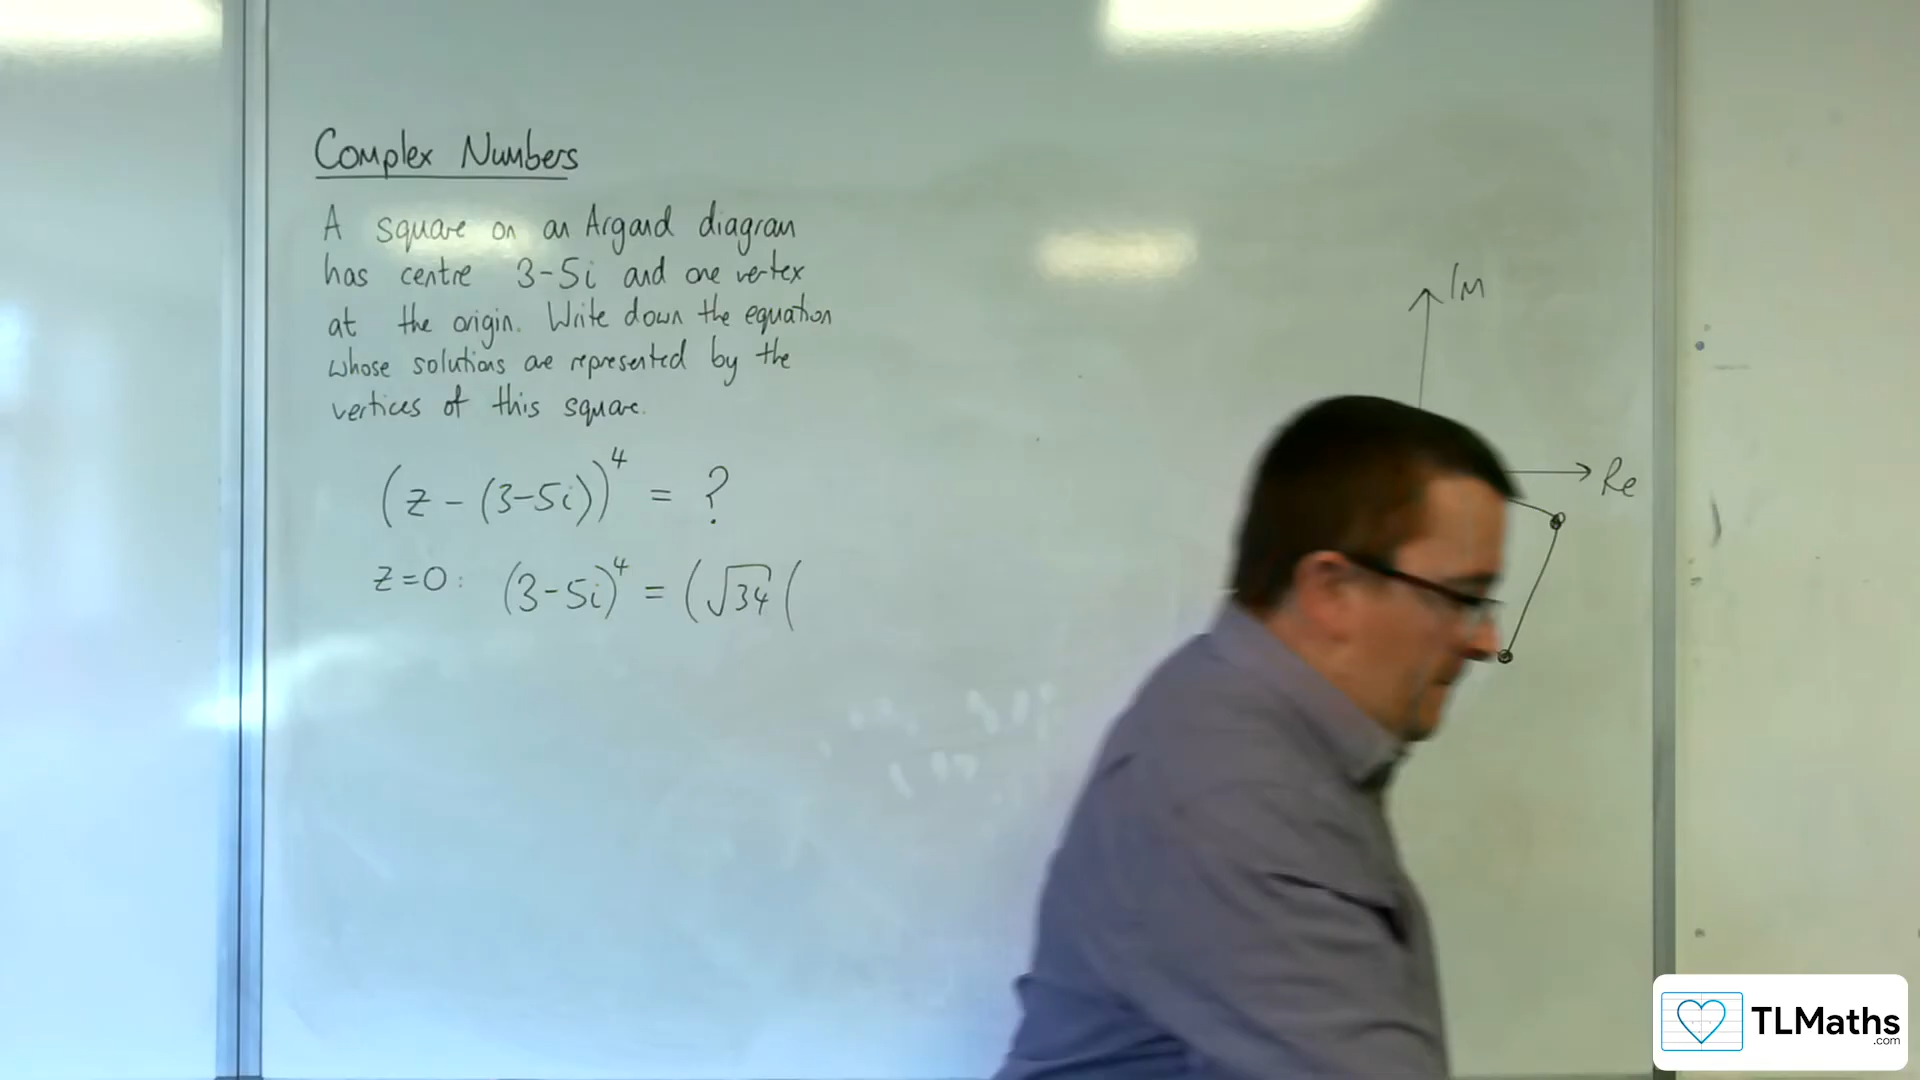 Complex Numbers
A square on an Argand diagram
has centre 3-5i and one vertex
at the origin. Write down the equation
whose solutions are represented by the
vertices of this square.
(z - (3-5i))⁴ = ?
z=0: (3-5i)⁴ = (√34 (
Im
Re
TLMaths
.com